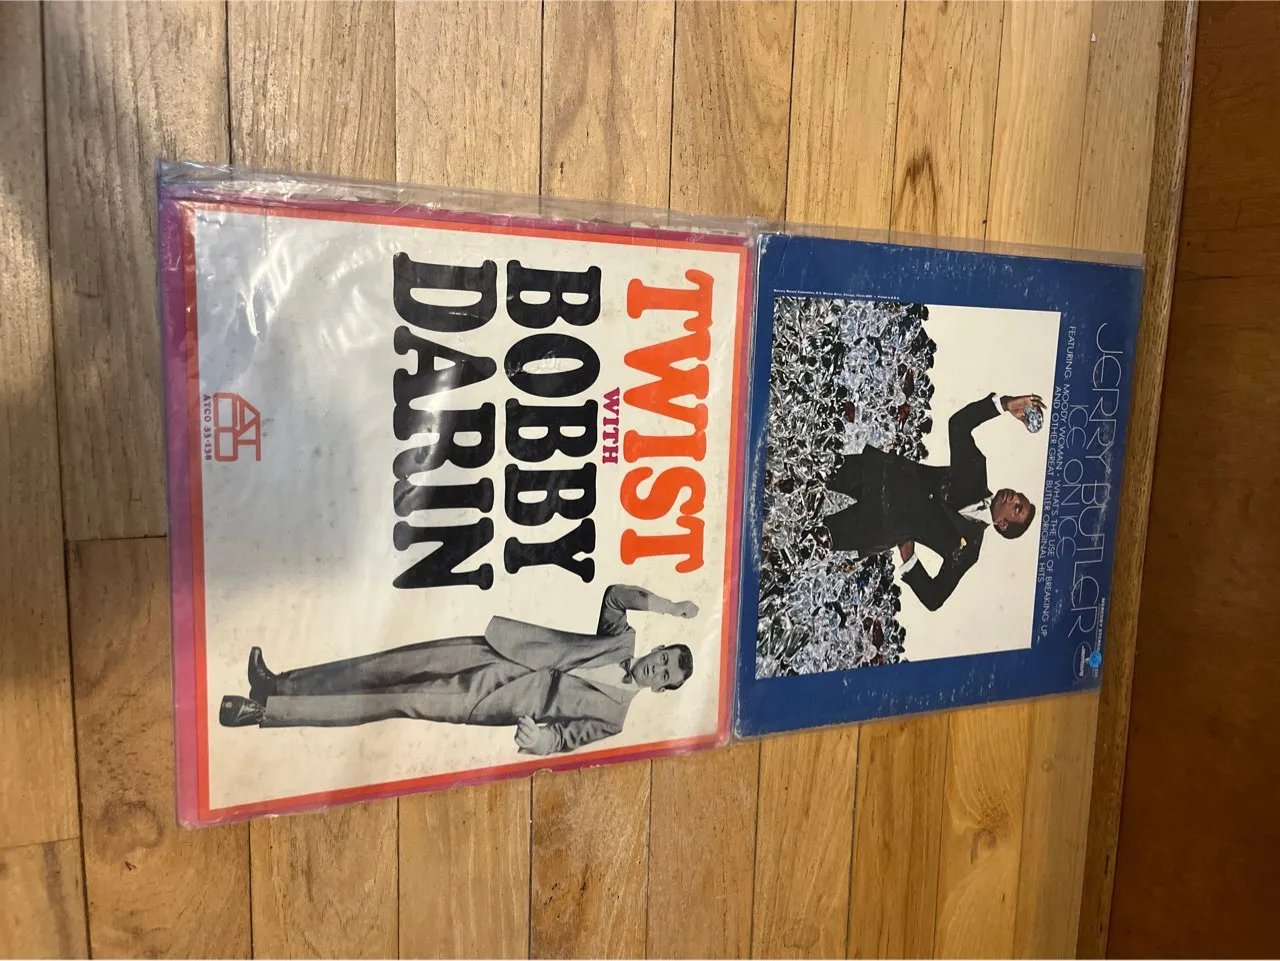 JERRY BUTLER
ICE ON ICE
FEATURING MOODY WOMAN • WHAT'S THE USE OF BREAKING UP
AND OTHER GREAT BUTLER ORIGINAL HITS
TWIST
WITH
BOBBY
DARIN
ATCO
ATCO 33-138